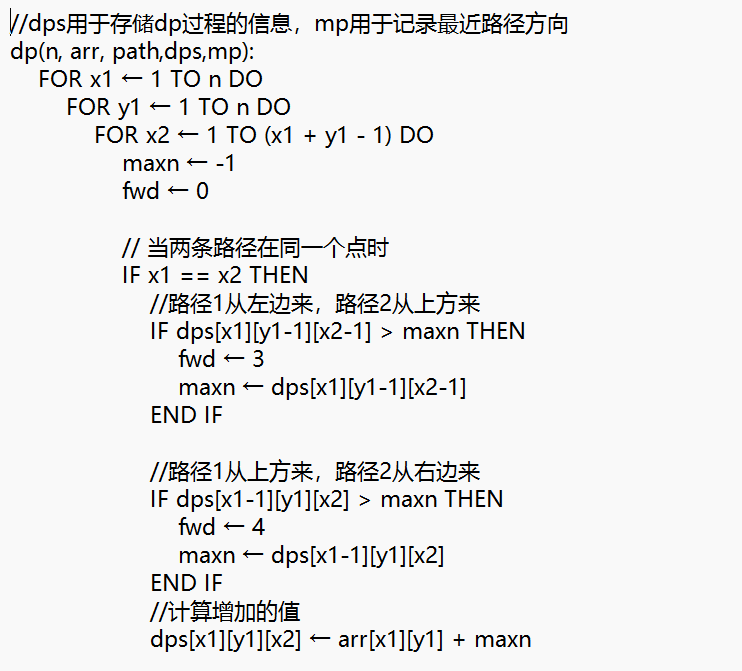 //dps用于存储dp过程的信息，mp用于记录最近路径方向
dp(n, arr, path,dps,mp):
    FOR x1 ← 1 TO n DO
        FOR y1 ← 1 TO n DO
            FOR x2 ← 1 TO (x1 + y1 - 1) DO
                maxn ← -1
                fwd ← 0

                // 当两条路径在同一个点时
                IF x1 == x2 THEN
                    //路径1从左边来，路径2从上方来
                    IF dps[x1][y1-1][x2-1] > maxn THEN
                        fwd ← 3
                        maxn ← dps[x1][y1-1][x2-1]
                    END IF

                    //路径1从上方来，路径2从右边来
                    IF dps[x1-1][y1][x2] > maxn THEN
                        fwd ← 4
                        maxn ← dps[x1-1][y1][x2]
                    END IF
                    //计算增加的值
                    dps[x1][y1][x2] ← arr[x1][y1] + maxn